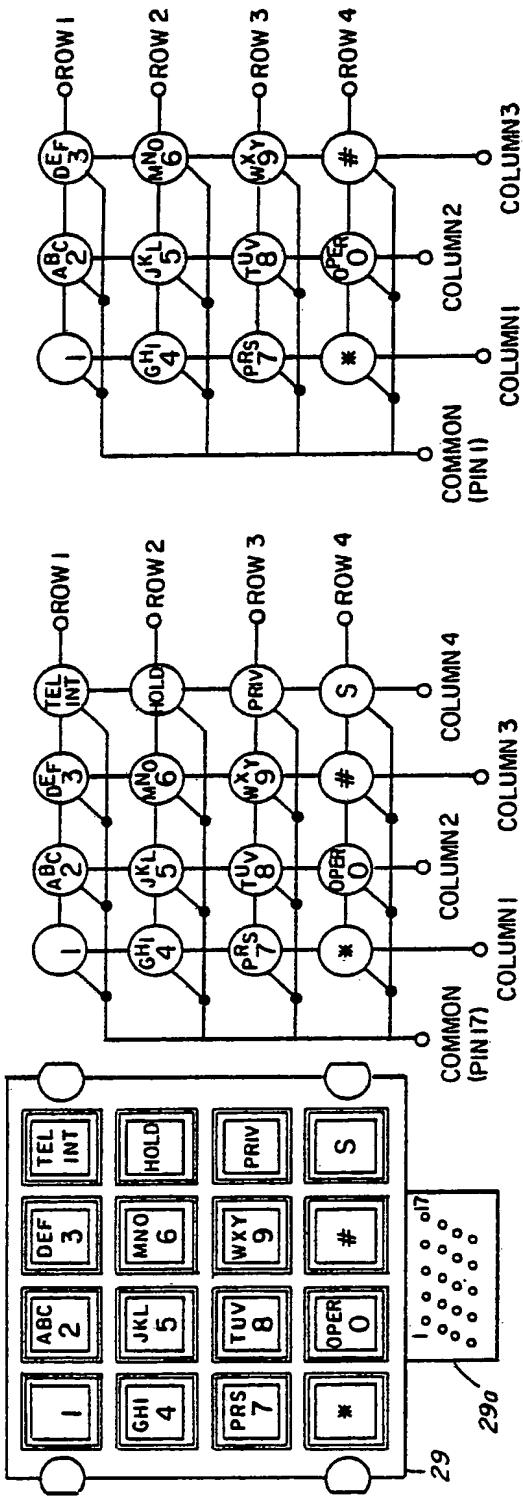 1
ABC
2
DEF
3
TEL
INT
GHI
4
JKL
5
MNO
6
HOLD
PRS
7
TUV
8
WXY
9
PRIV
*
OPER
0
#
S
1
17
29
29a
1
ABC
2
DEF
3
TEL
INT
ROW 1
GHI
4
JKL
5
MNO
6
HOLD
ROW 2
PRS
7
TUV
8
WXY
9
PRIV
ROW 3
*
OPER
0
#
S
ROW 4
COMMON
(PIN 17)
COLUMN 1
COLUMN 2
COLUMN 3
COLUMN 4
1
ABC
2
DEF
3
ROW 1
GHI
4
JKL
5
MNO
6
ROW 2
PRS
7
TUV
8
WXY
9
ROW 3
*
OPER
0
#
ROW 4
COMMON
(PIN 1)
COLUMN 1
COLUMN 2
COLUMN 3